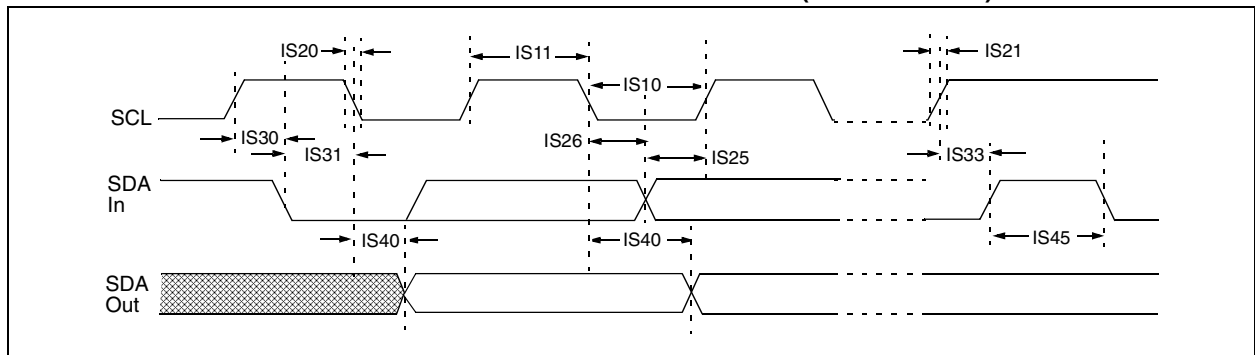 IS20
IS11
IS21
IS10
SCL
IS30
IS26
IS31
IS25
IS33
SDA
In
IS40
IS40
IS45
SDA
Out